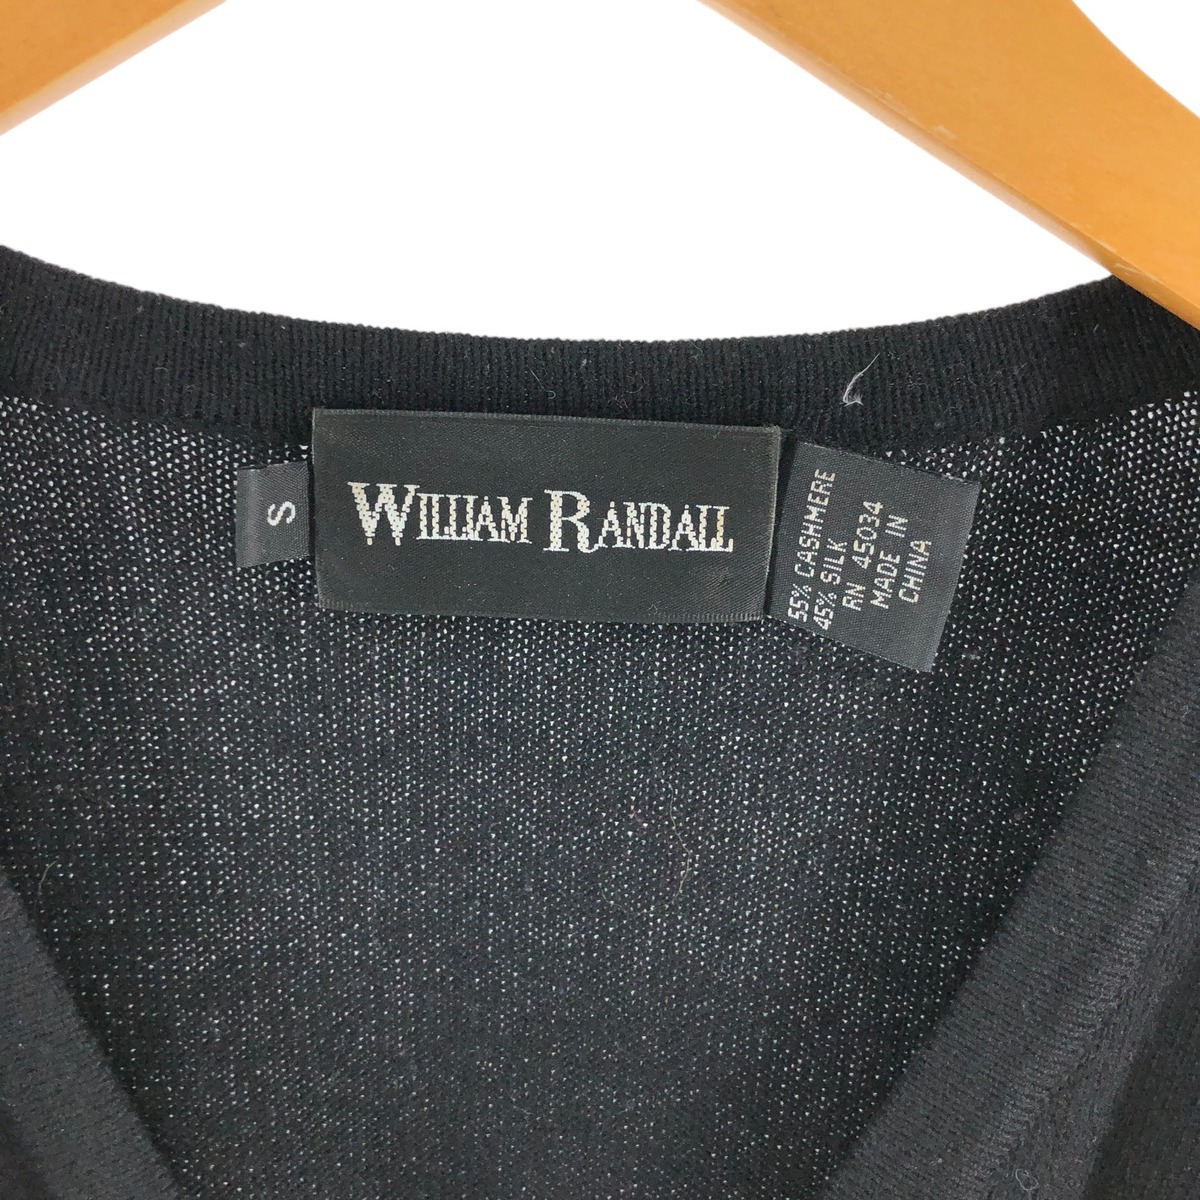 S
WILLIAM RANDALL
55% CASHMERE
45% SILK
RN 45034
MADE IN
CHINA